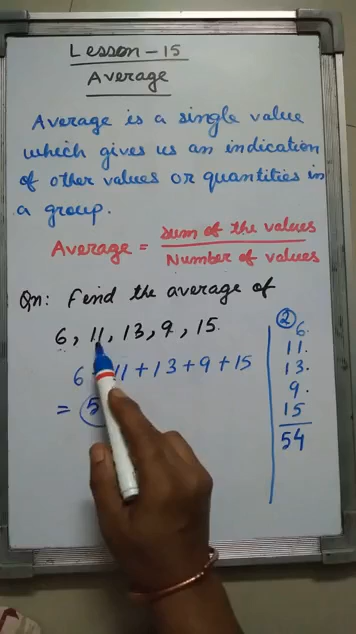 Lesson-15
Average
Average is a single value
which gives us an indication
of other values or quantities in
a group.
Average = sum of the values
Number of values
Qn: Find the average of
6, 11, 13, 9, 15.
6 11 + 13 + 9 + 15
= 5
2
6.
11.
13.
9.
15
54